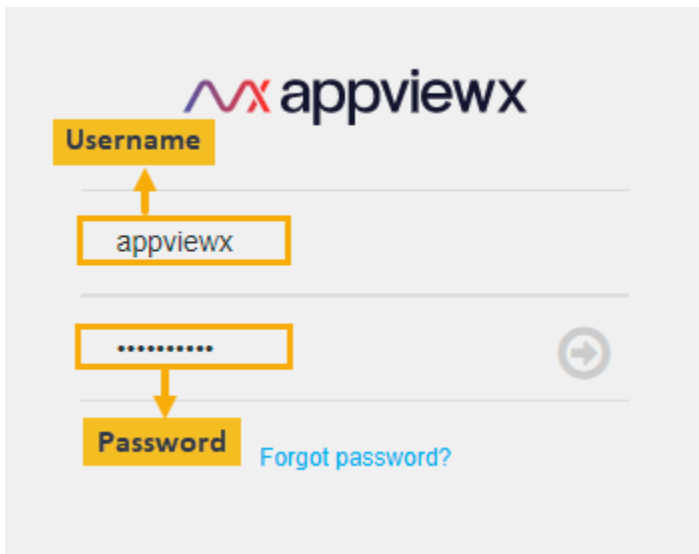 appviewx
Username
appviewx
••••••••••
Password
Forgot password?